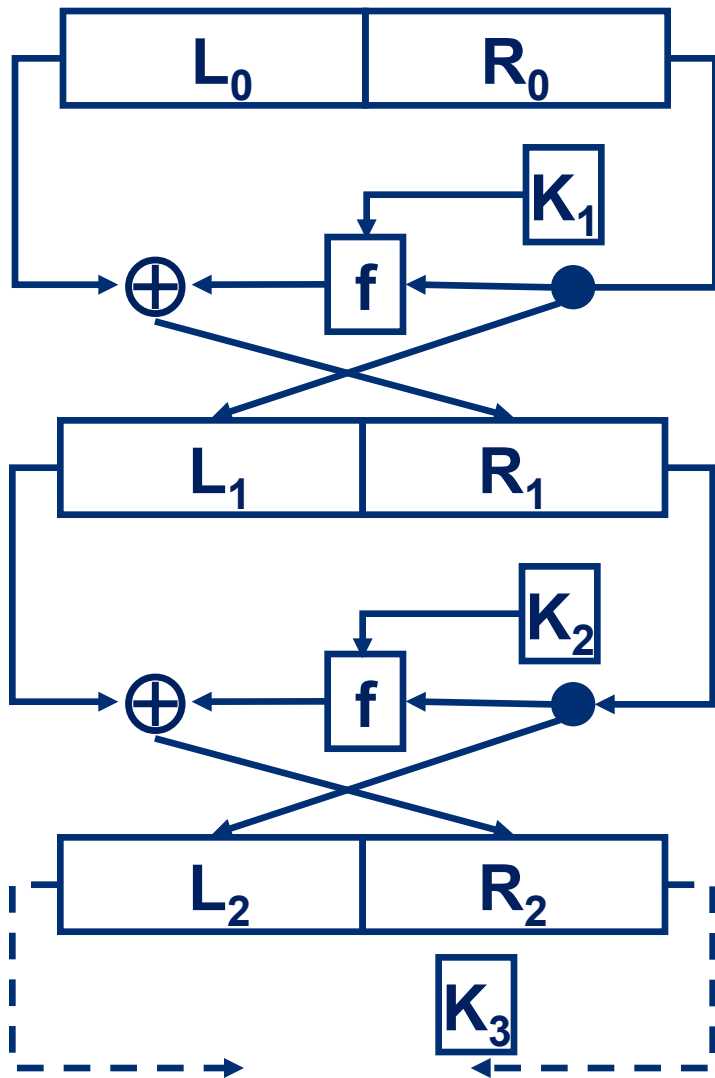 L₀ R₀
K₁
f
L₁ R₁
K₂
f
L₂ R₂
K₃